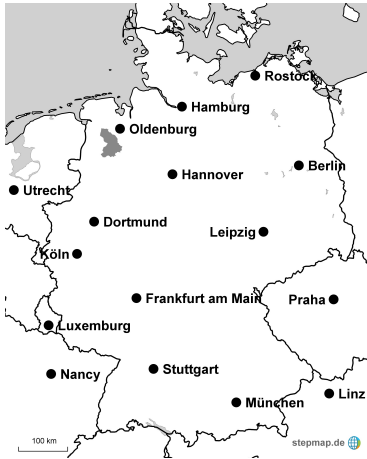 Rostock
Hamburg
Oldenburg
Berlin
Hannover
Utrecht
Dortmund
Leipzig
Köln
Frankfurt am Main
Praha
Luxemburg
Stuttgart
Nancy
Linz
München
100 km
stepmap.de